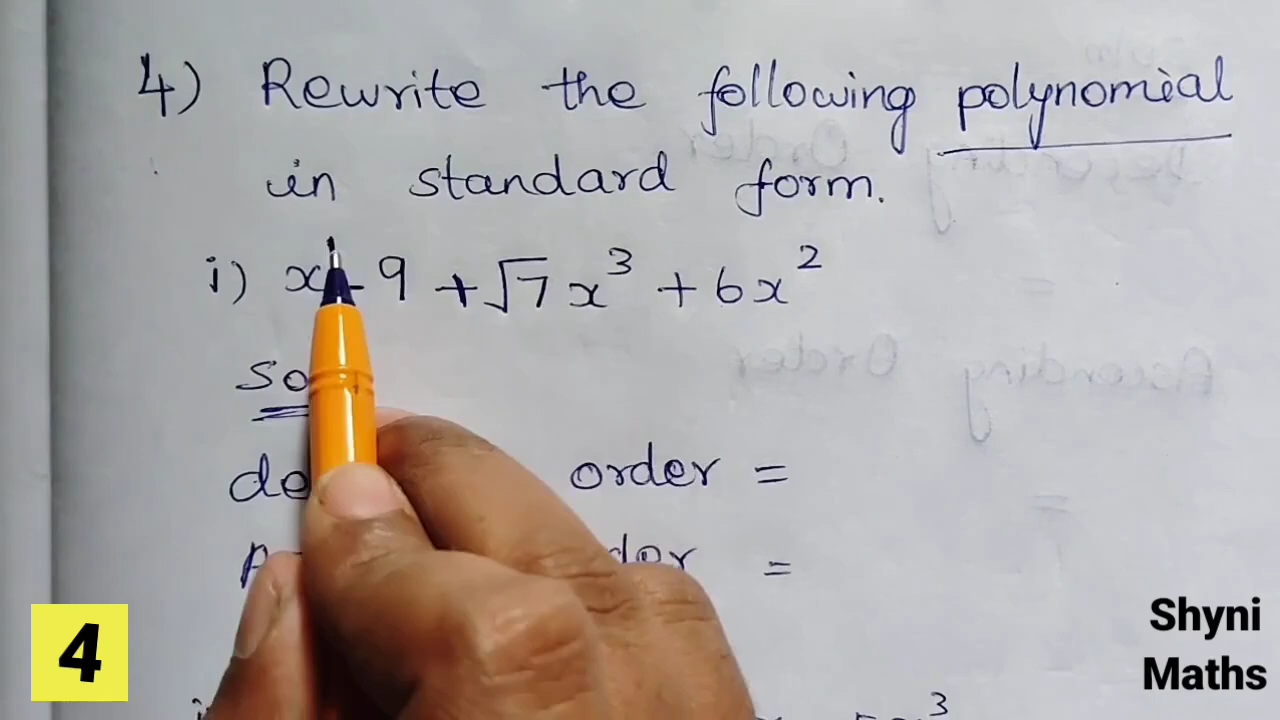 4) Rewrite the following polynomial
in standard form.
i) x - 9 + √7 x³ + 6x²
order =
=
4
Shyni
Maths